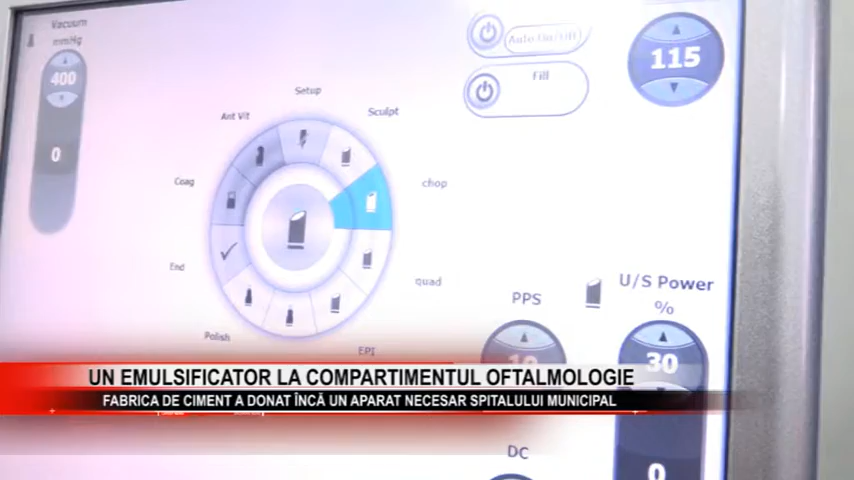 Vacuum
mmHg
400
0
Auto On/Off
Fill
115
Setup
Ant Vit
Sculpt
Coag
chop
End
quad
Polish
EPI
PPS
10
U/S Power
%
30
0
DC
UN EMULSIFICATOR LA COMPARTIMENTUL OFTALMOLOGIE
FABRICA DE CIMENT A DONAT ÎNCĂ UN APARAT NECESAR SPITALULUI MUNICIPAL